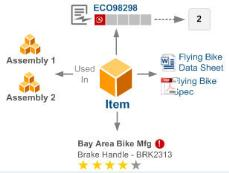 ECO98298
2
Assembly 1
Used
In
Flying Bike
Data Sheet
Flying Bike
Spec
Assembly 2
Item
Bay Area Bike Mfg
Brake Handle - BRK2313